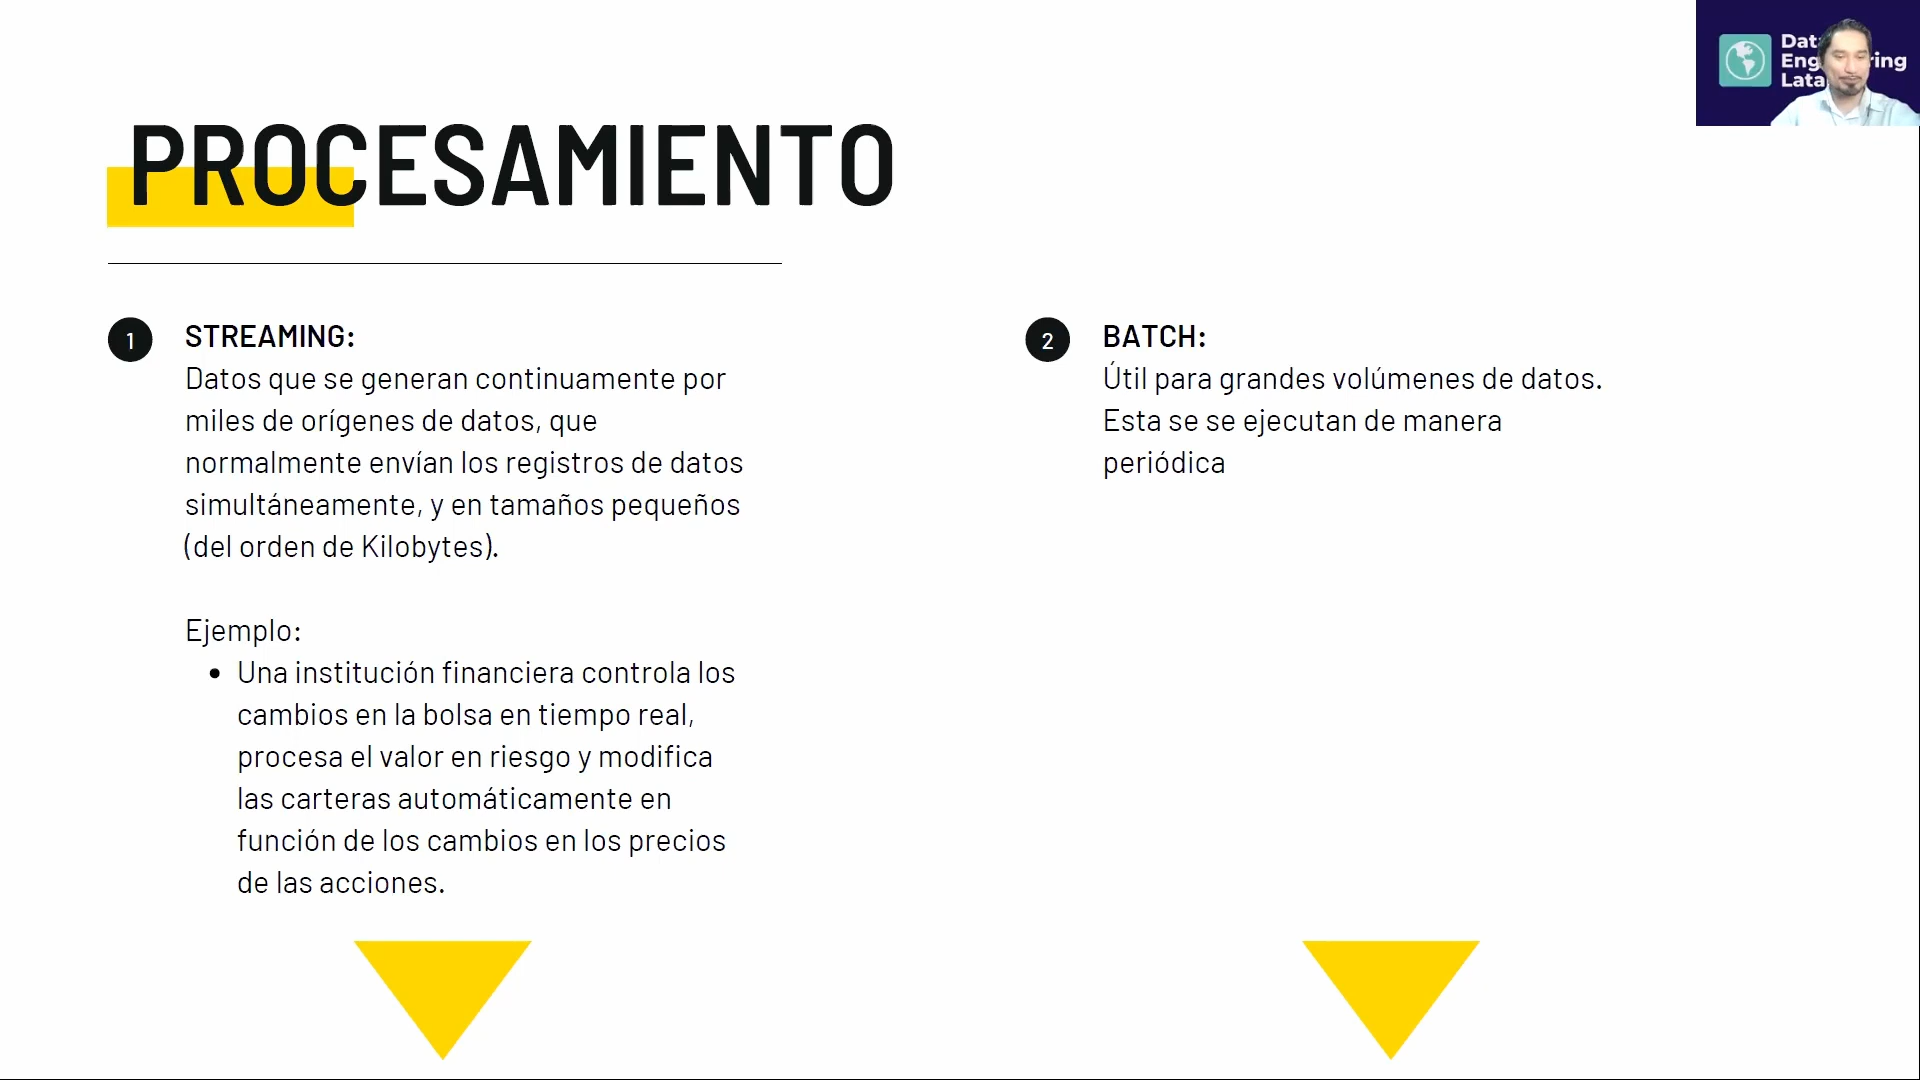 PROCESAMIENTO
1
STREAMING:
Datos que se generan continuamente por
miles de orígenes de datos, que
normalmente envían los registros de datos
simultáneamente, y en tamaños pequeños
(del orden de Kilobytes).
Ejemplo:
• Una institución financiera controla los
cambios en la bolsa en tiempo real,
procesa el valor en riesgo y modifica
las carteras automáticamente en
función de los cambios en los precios
de las acciones.
2
BATCH:
Útil para grandes volúmenes de datos.
Esta se se ejecutan de manera
periódica